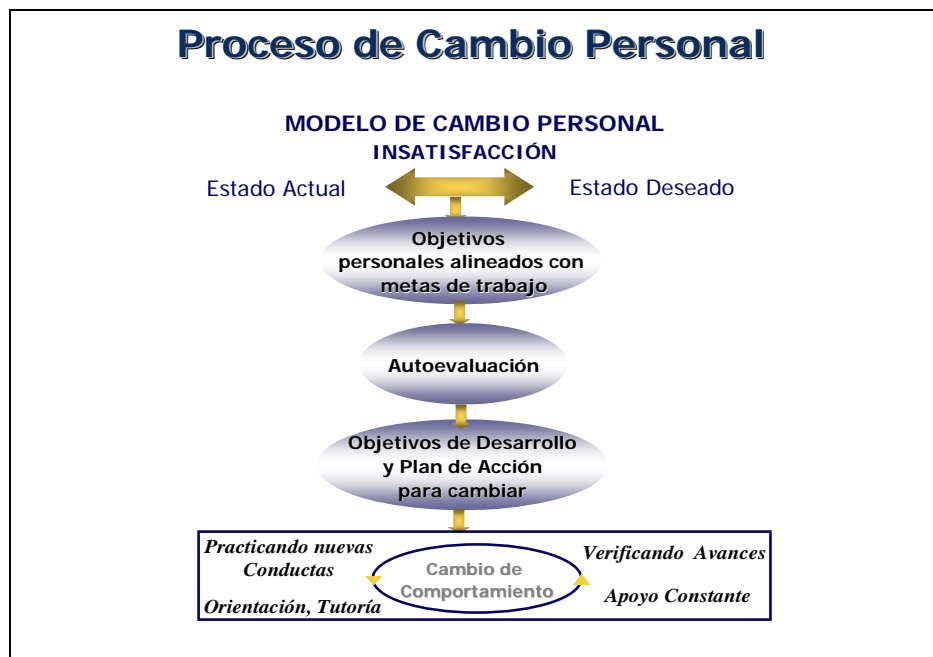 Proceso de Cambio Personal
MODELO DE CAMBIO PERSONAL
INSATISFACCIÓN
Estado Actual
Estado Deseado
Objetivos
personales alineados con
metas de trabajo
Autoevaluación
Objetivos de Desarrollo
y Plan de Acción
para cambiar
Practicando nuevas
Conductas
Orientación, Tutoría
Cambio de
Comportamiento
Verificando Avances
Apoyo Constante